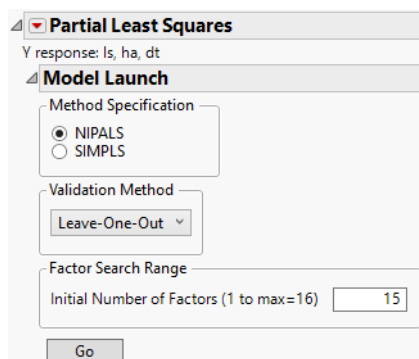 Partial Least Squares
Y response: ls, ha, dt
Model Launch
Method Specification
NIPALS
SIMPLS
Validation Method
Leave-One-Out
Factor Search Range
Initial Number of Factors (1 to max=16) 15
Go